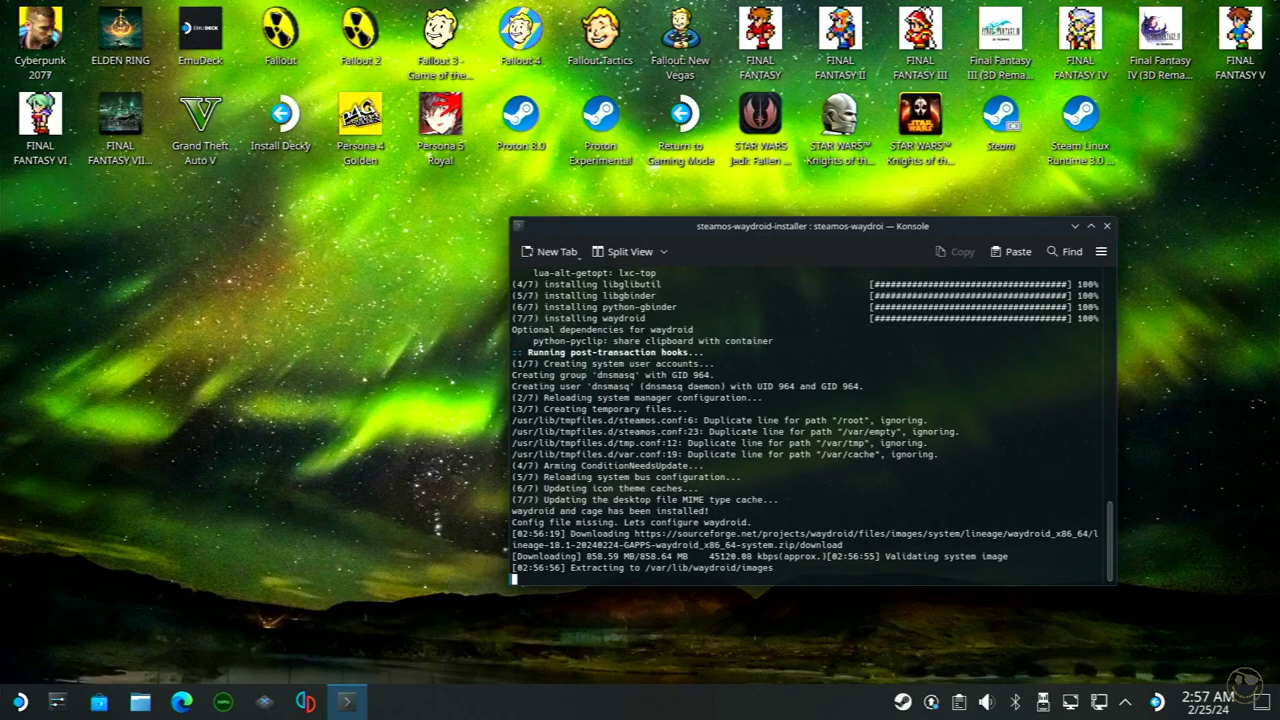 Cyberpunk 2077
ELDEN RING
EmuDeck
Fallout
Fallout 2
Fallout 3 - Game of the...
Fallout 4
Fallout Tactics
Fallout: New Vegas
FINAL FANTASY
FINAL FANTASY II
FINAL FANTASY III
Final Fantasy III (3D Rema...
FINAL FANTASY IV
Final Fantasy IV (3D Rema...
FINAL FANTASY V
FINAL FANTASY VI
FINAL FANTASY VII...
Grand Theft Auto V
Install Decky
Persona 4 Golden
Persona 5 Royal
Proton 8.0
Proton Experimental
Return to Gaming Mode
STAR WARS Jedi: Fallen ...
STAR WARS™ Knights of th...
STAR WARS™ Knights of th...
Steam
Steam Linux Runtime 3.0 ...
steamos-waydroid-installer : steamos-waydroi — Konsole
New Tab
Split View
Copy
Paste
Find
lua-alt-getopt: lxc-top
(4/7) installing libglibutil [####################################] 100%
(5/7) installing libgbinder [####################################] 100%
(6/7) installing python-gbinder [####################################] 100%
(7/7) installing waydroid [####################################] 100%
Optional dependencies for waydroid
python-pyclip: share clipboard with container
:: Running post-transaction hooks...
(1/7) Creating system user accounts...
Creating group 'dnsmasq' with GID 964.
Creating user 'dnsmasq' (dnsmasq daemon) with UID 964 and GID 964.
(2/7) Reloading system manager configuration...
(3/7) Creating temporary files...
/usr/lib/tmpfiles.d/steamos.conf:6: Duplicate line for path "/root", ignoring.
/usr/lib/tmpfiles.d/steamos.conf:23: Duplicate line for path "/var/empty", ignoring.
/usr/lib/tmpfiles.d/tmp.conf:12: Duplicate line for path "/var/tmp", ignoring.
/usr/lib/tmpfiles.d/var.conf:19: Duplicate line for path "/var/cache", ignoring.
(4/7) Arming ConditionNeedsUpdate...
(5/7) Reloading system bus configuration...
(6/7) Updating icon theme caches...
(7/7) Updating the desktop file MIME type cache...
waydroid and cage has been installed!
Config file missing. Lets configure waydroid.
[02:56:19] Downloading https://sourceforge.net/projects/waydroid/files/images/system/lineage/waydroid_x86_64/l
ineage-18.1-20240224-GAPPS-waydroid_x86_64-system.zip/download
[Downloading] 858.59 MB/858.64 MB 45120.08 kbps(approx.)[02:56:55] Validating system image
[02:56:56] Extracting to /var/lib/waydroid/images
2:57 AM
2/25/24